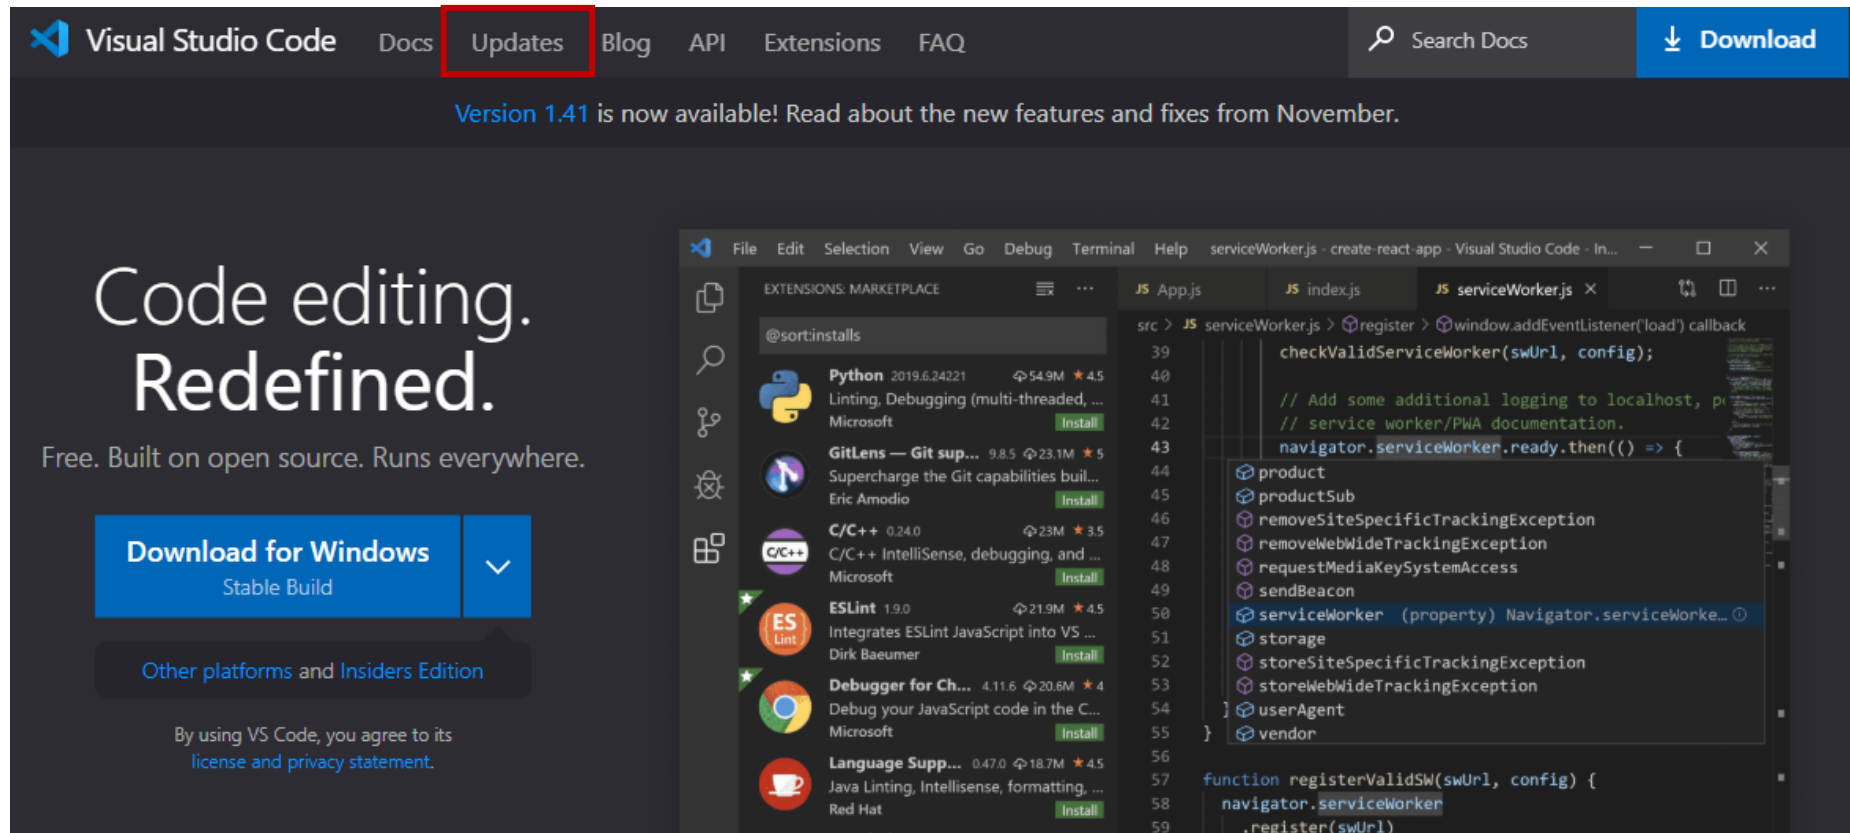 Visual Studio Code Docs Updates Blog API Extensions FAQ Search Docs Download
Version 1.41 is now available! Read about the new features and fixes from November.
Code editing.
Redefined.
Free. Built on open source. Runs everywhere.
Download for Windows
Stable Build
Other platforms and Insiders Edition
By using VS Code, you agree to its
license and privacy statement.
File Edit Selection View Go Debug Terminal Help serviceWorker.js - create-react-app - Visual Studio Code - In...
EXTENSIONS: MARKETPLACE
@sort:installs
Python 2019.6.24221 54.9M ★ 4.5
Linting, Debugging (multi-threaded, ...
Microsoft Install
GitLens — Git sup... 9.8.5 23.1M ★ 5
Supercharge the Git capabilities buil...
Eric Amodio Install
C/C++
C/C++ 0.24.0 23M ★ 3.5
C/C++ IntelliSense, debugging, and ...
Microsoft Install
ES
Lint
ESLint 1.9.0 21.9M ★ 4.5
Integrates ESLint JavaScript into VS ...
Dirk Baeumer Install
Debugger for Ch... 4.11.6 20.6M ★ 4
Debug your JavaScript code in the C...
Microsoft Install
Language Supp... 0.47.0 18.7M ★ 4.5
Java Linting, Intellisense, formatting, ...
Red Hat Install
JS App.js JS index.js JS serviceWorker.js
src > JS serviceWorker.js > register > window.addEventListener('load') callback
39 checkValidServiceWorker(swUrl, config);
40
41 // Add some additional logging to localhost,
42 // service worker/PWA documentation.
43 navigator.serviceWorker.ready.then(() => {
44 product
45 productSub
46 removeSiteSpecificTrackingException
47 removeWebWideTrackingException
48 requestMediaKeySystemAccess
49 sendBeacon
50 serviceWorker (property) Navigator.serviceWorke...
51 storage
52 storeSiteSpecificTrackingException
53 storeWebWideTrackingException
54 } userAgent
55 } vendor
56
57 function registerValidSW(swUrl, config) {
58 navigator.serviceWorker
59 .register(swUrl)